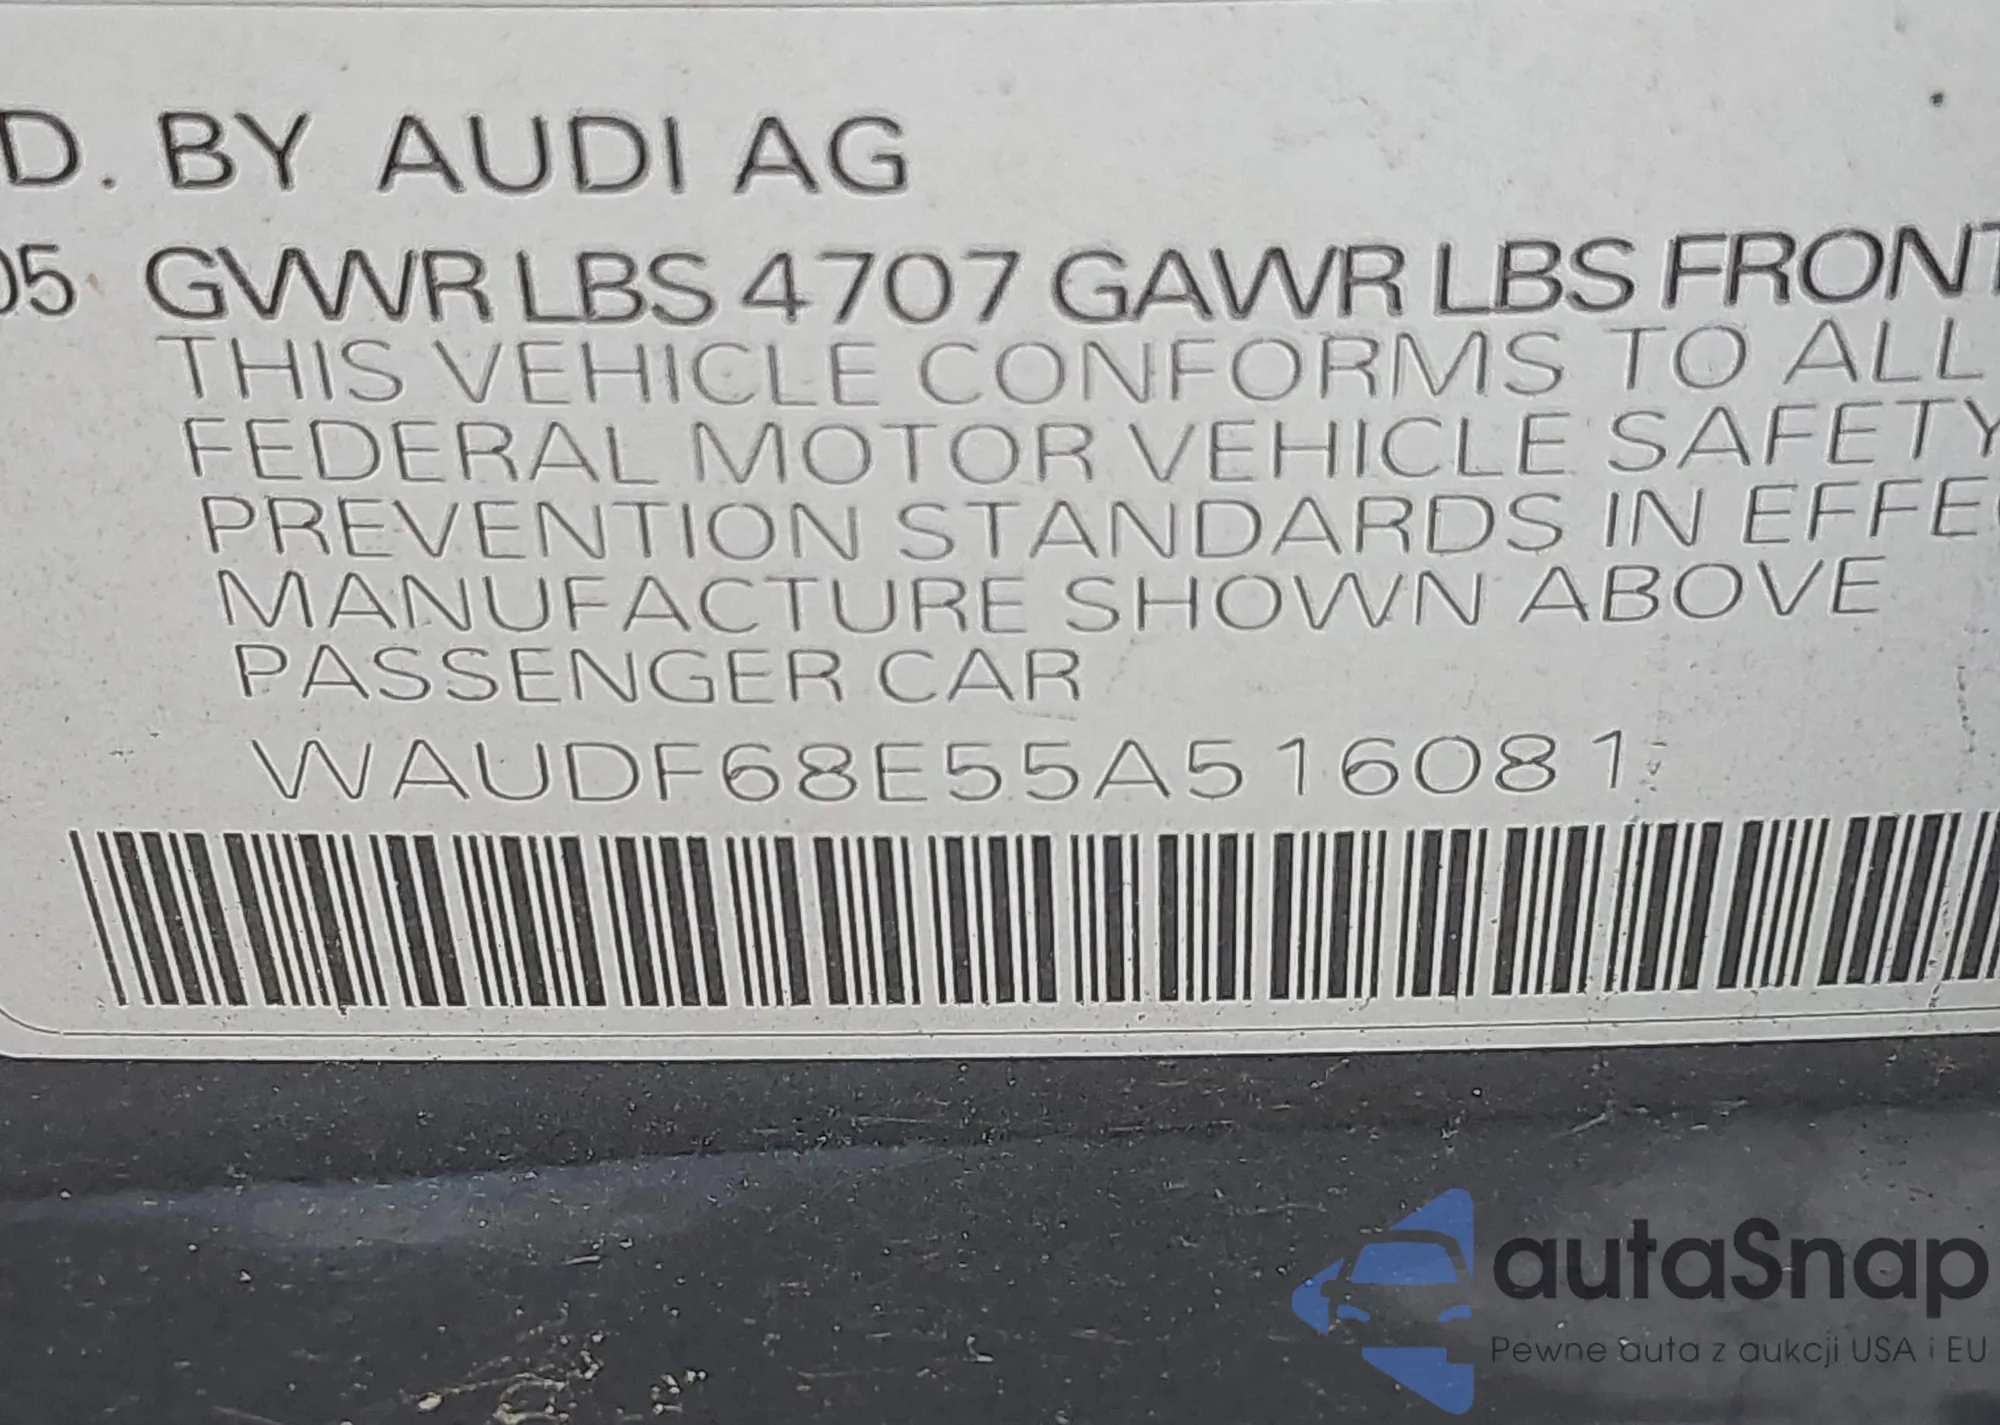 D. BY AUDI AG
05 GVWR LBS 4707 GAWR LBS FRONT
THIS VEHICLE CONFORMS TO ALL
FEDERAL MOTOR VEHICLE SAFETY
PREVENTION STANDARDS IN EFFEC
MANUFACTURE SHOWN ABOVE
PASSENGER CAR
WAUDF68E55A516081
autaSnap
Pewne auta z aukcji USA i EU